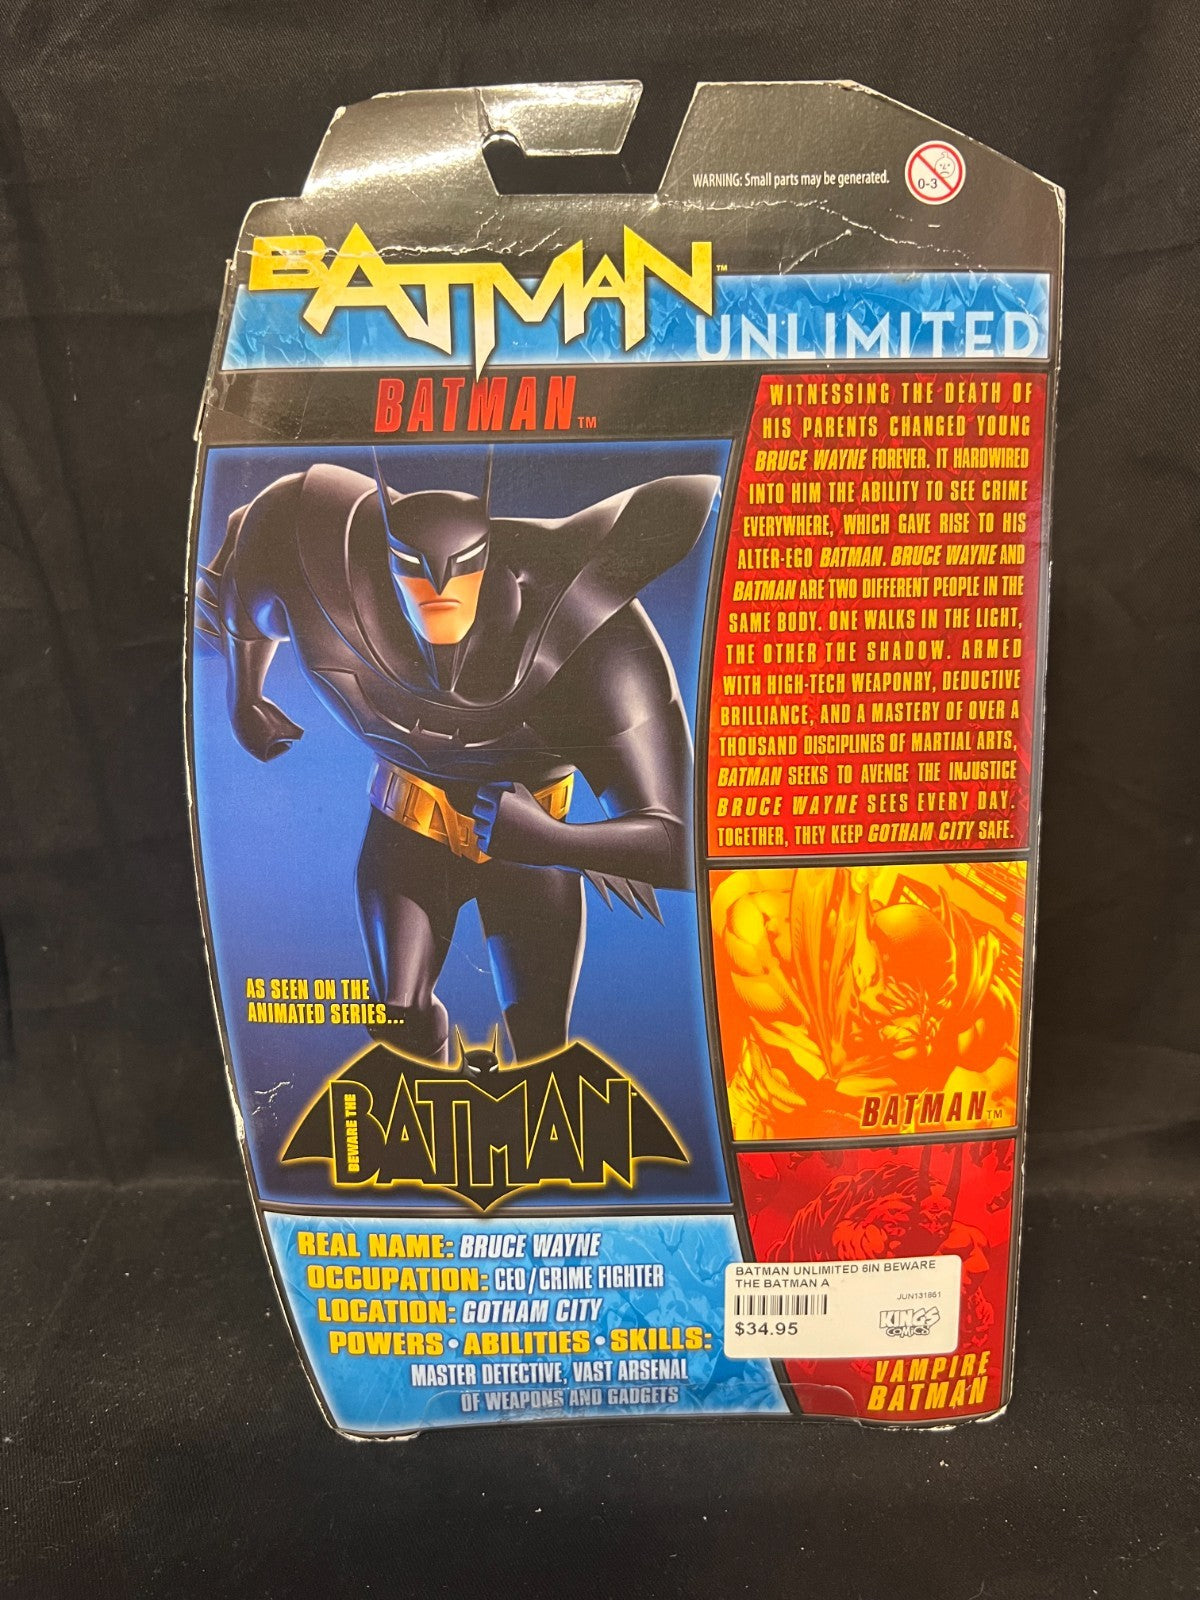 WARNING: Small parts may be generated.
0-3
BATMAN™
UNLIMITED
BATMAN™
WITNESSING THE DEATH OF
HIS PARENTS CHANGED YOUNG
BRUCE WAYNE FOREVER. IT HARDWIRED
INTO HIM THE ABILITY TO SEE CRIME
EVERYWHERE, WHICH GAVE RISE TO HIS
ALTER-EGO BATMAN. BRUCE WAYNE AND
BATMAN ARE TWO DIFFERENT PEOPLE IN THE
SAME BODY. ONE WALKS IN THE LIGHT,
THE OTHER THE SHADOW. ARMED
WITH HIGH-TECH WEAPONRY, DEDUCTIVE
BRILLIANCE, AND A MASTERY OF OVER A
THOUSAND DISCIPLINES OF MARTIAL ARTS,
BATMAN SEEKS TO AVENGE THE INJUSTICE
BRUCE WAYNE SEES EVERY DAY.
TOGETHER, THEY KEEP GOTHAM CITY SAFE.
AS SEEN ON THE
ANIMATED SERIES...
BEWARE THE
BATMAN™
BATMAN™
REAL NAME: BRUCE WAYNE
OCCUPATION: CEO/CRIME FIGHTER
LOCATION: GOTHAM CITY
POWERS • ABILITIES • SKILLS:
MASTER DETECTIVE, VAST ARSENAL
OF WEAPONS AND GADGETS
BATMAN UNLIMITED 6IN BEWARE
THE BATMAN A
JUN131861
$34.95
KINGS
COMICS
VAMPIRE
BATMAN